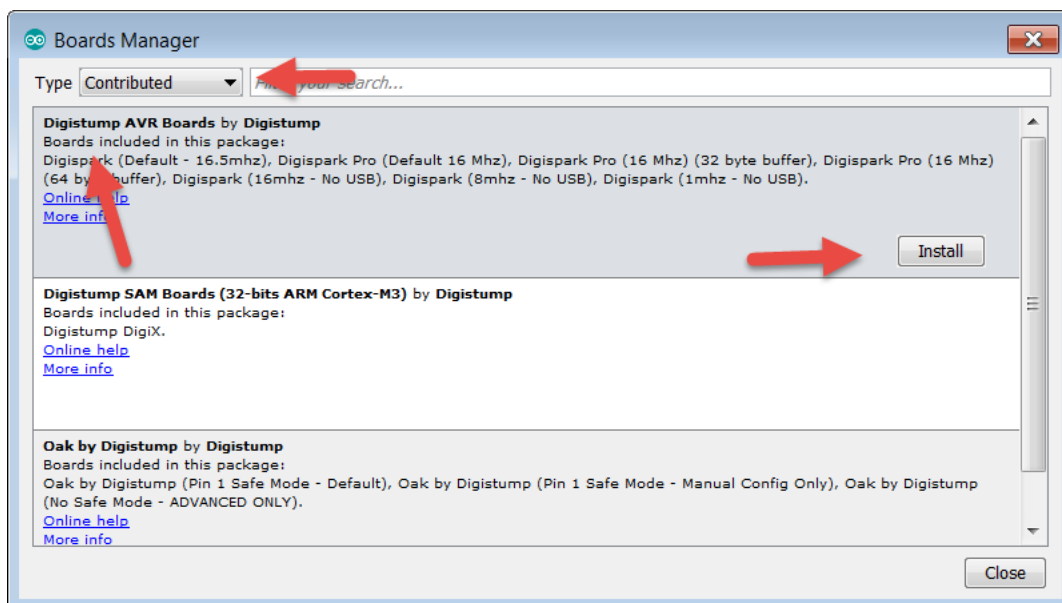 Boards Manager
Type Contributed your search...
Digistump AVR Boards by Digistump
Boards included in this package:
Digispark (Default - 16.5mhz), Digispark Pro (Default 16 Mhz), Digispark Pro (16 Mhz) (32 byte buffer), Digispark Pro (16 Mhz)
(64 buffer), Digispark (16mhz - No USB), Digispark (8mhz - No USB), Digispark (1mhz - No USB).
Online help
More info
Install
Digistump SAM Boards (32-bits ARM Cortex-M3) by Digistump
Boards included in this package:
Digistump DigiX.
Online help
More info
Oak by Digistump by Digistump
Boards included in this package:
Oak by Digistump (Pin 1 Safe Mode - Default), Oak by Digistump (Pin 1 Safe Mode - Manual Config Only), Oak by Digistump
(No Safe Mode - ADVANCED ONLY).
Online help
More info
Close